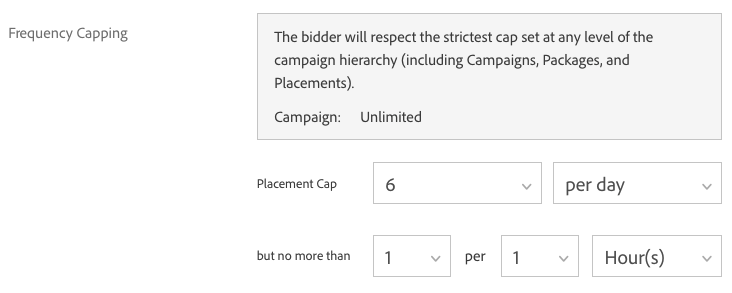 Frequency Capping
The bidder will respect the strictest cap set at any level of the
campaign hierarchy (including Campaigns, Packages, and
Placements).
Campaign: Unlimited
Placement Cap 6 per day
but no more than 1 per 1 Hour(s)